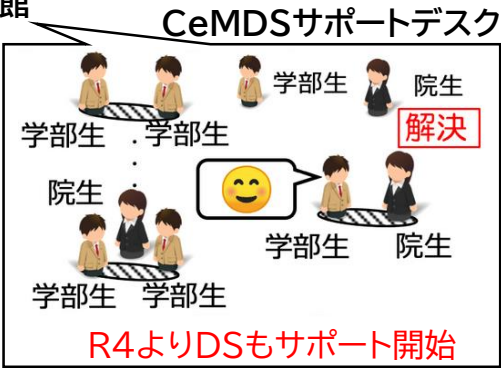 館
CeMDSサポートデスク
学部生 院生
学部生 学部生
解決
院生
学部生 院生
学部生 学部生
R4よりDSもサポート開始